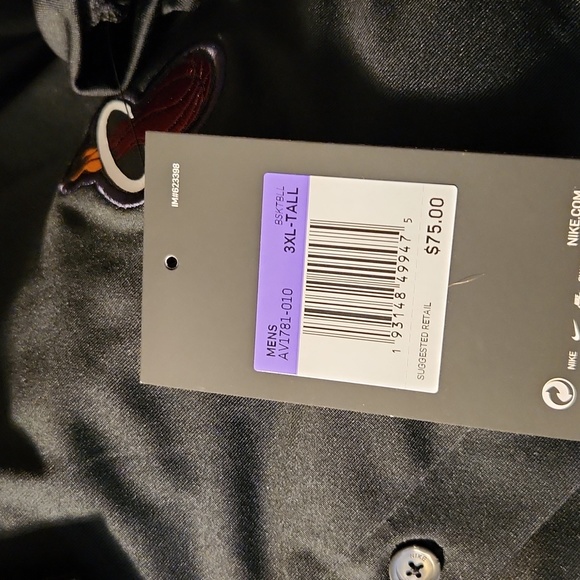 IM#623398
MENS
BSKTBLL
AV1781-010
3XL-TALL
1 93148 49947 5
SUGGESTED RETAIL
$75.00
NIKE
NIKE.COM
NIKE